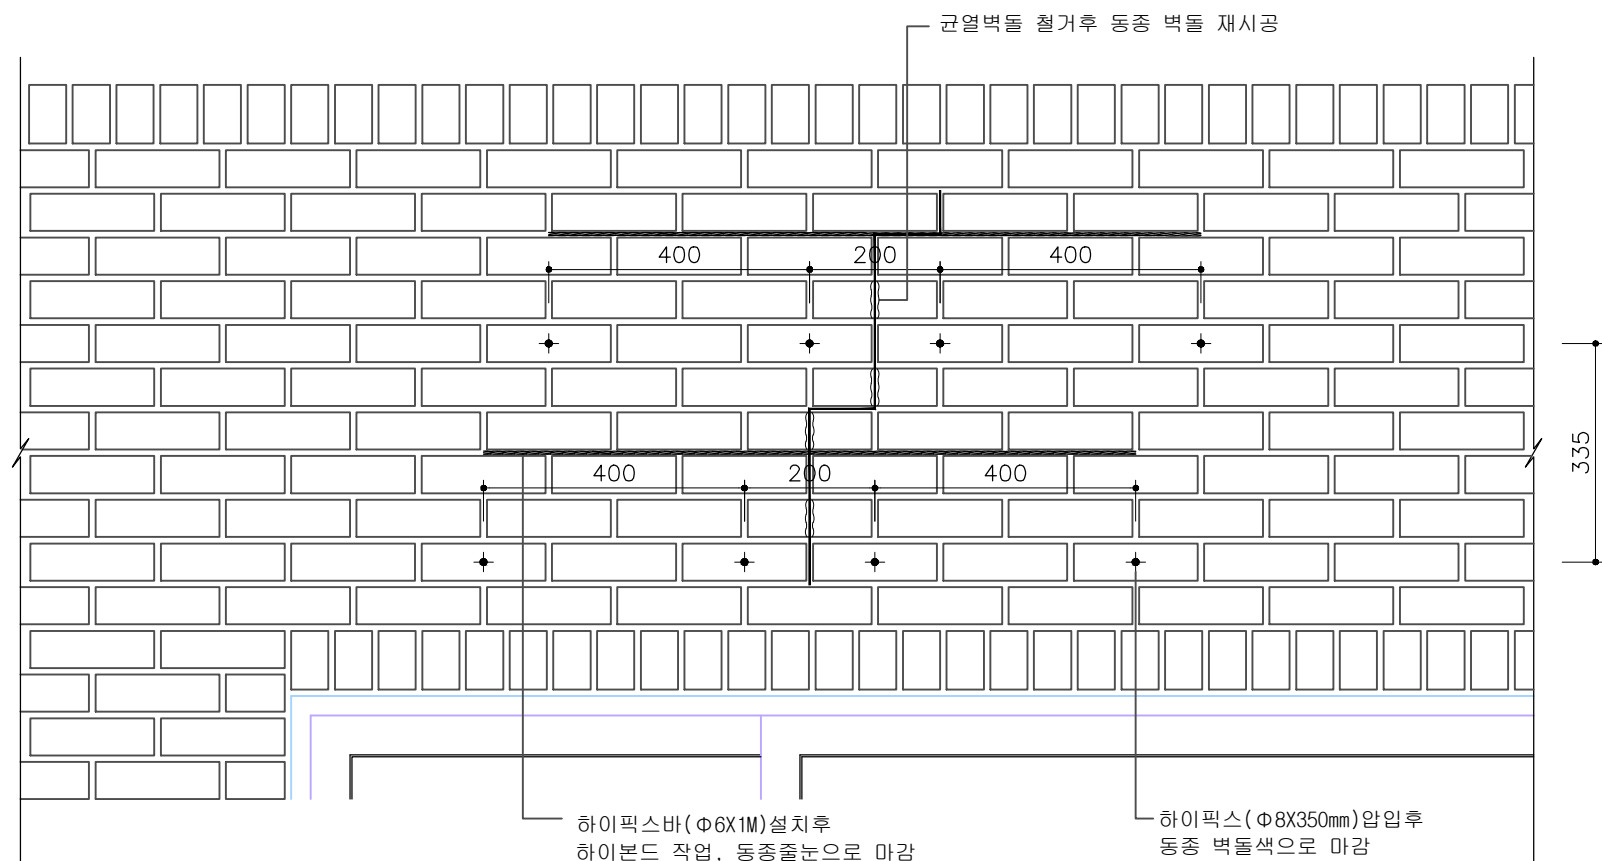 균열벽돌 철거후 동종 벽돌 재시공
400 200 400
400 200 400
335
하이픽스바(Φ6X1M)설치후
하이본드 작업, 동종줄눈으로 마감
하이픽스(Φ8X350mm)압입후
동종 벽돌색으로 마감